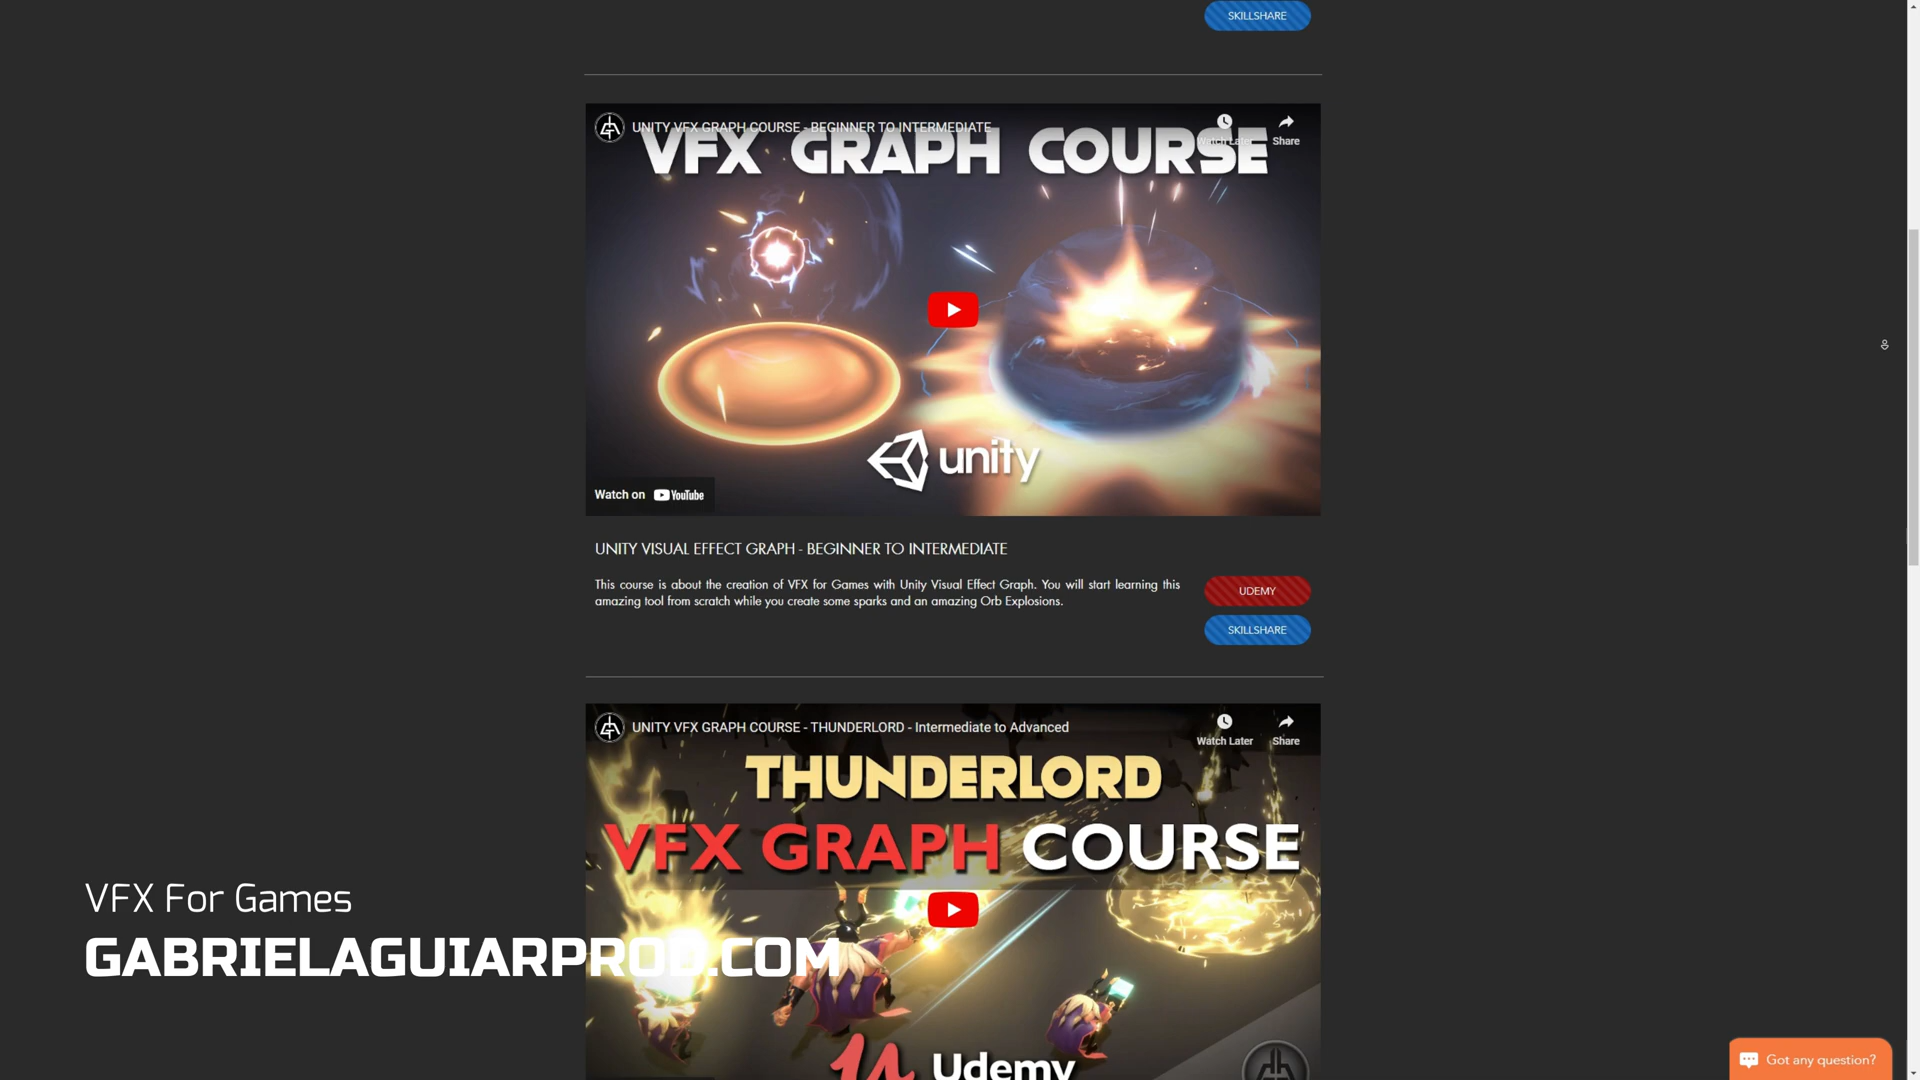 SKILLSHARE
UNITY VFX GRAPH COURSE - BEGINNER TO INTERMEDIATE
Watch Later
Share
VFX GRAPH COURSE
unity
Watch on YouTube
UNITY VISUAL EFFECT GRAPH - BEGINNER TO INTERMEDIATE
This course is about the creation of VFX for Games with Unity Visual Effect Graph. You will start learning this
amazing tool from scratch while you create some sparks and an amazing Orb Explosions.
UDEMY
SKILLSHARE
UNITY VFX GRAPH COURSE - THUNDERLORD - Intermediate to Advanced
Watch Later
Share
THUNDERLORD
VFX GRAPH COURSE
VFX For Games
GABRIELAGUIARPROD.COM
Udemy
Got any question?